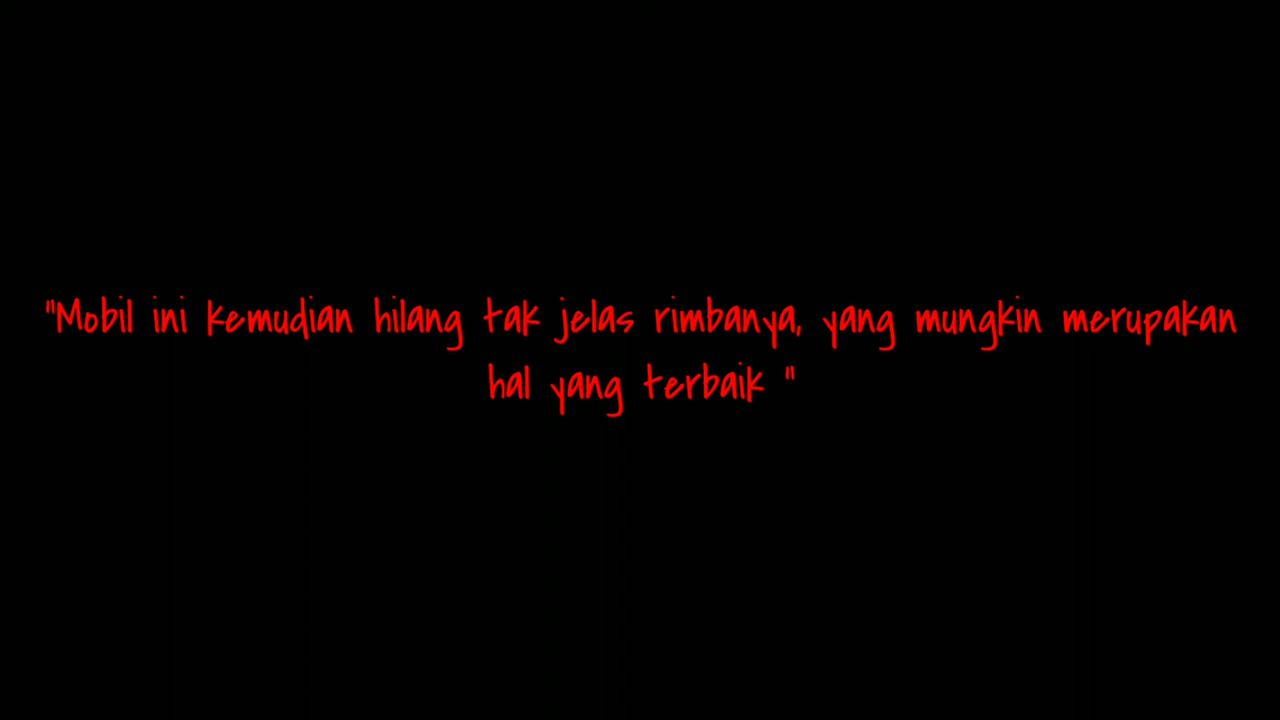 "Mobil ini kemudian hilang tak jelas rimbanya, yang mungkin merupakan
hal yang terbaik "